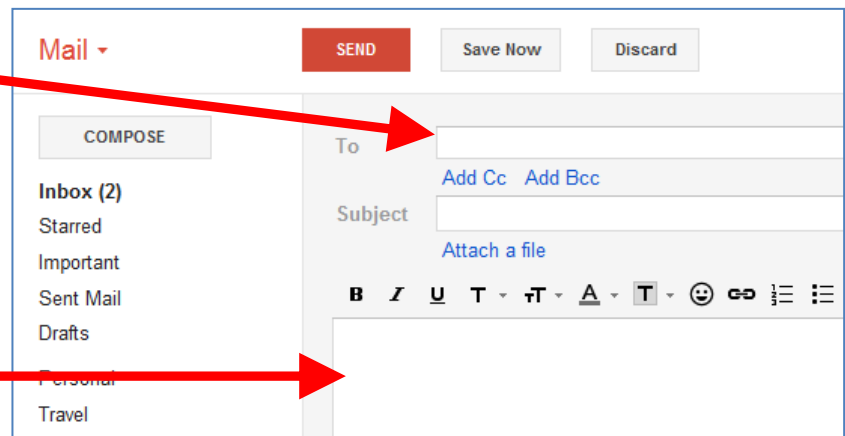 Mail
SEND Save Now Discard
COMPOSE
To
Add Cc Add Bcc
Inbox (2)
Subject
Starred
Attach a file
Important
Sent Mail
B I U T T A T
Drafts
Personal
Travel